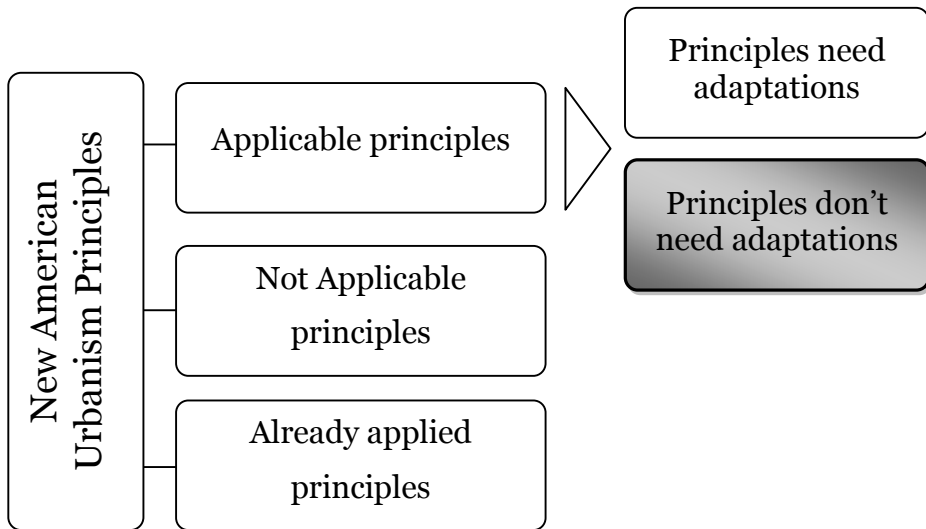 New American
Urbanism Principles
Applicable principles
Not Applicable
principles
Already applied
principles
Principles need
adaptations
Principles don’t
need adaptations